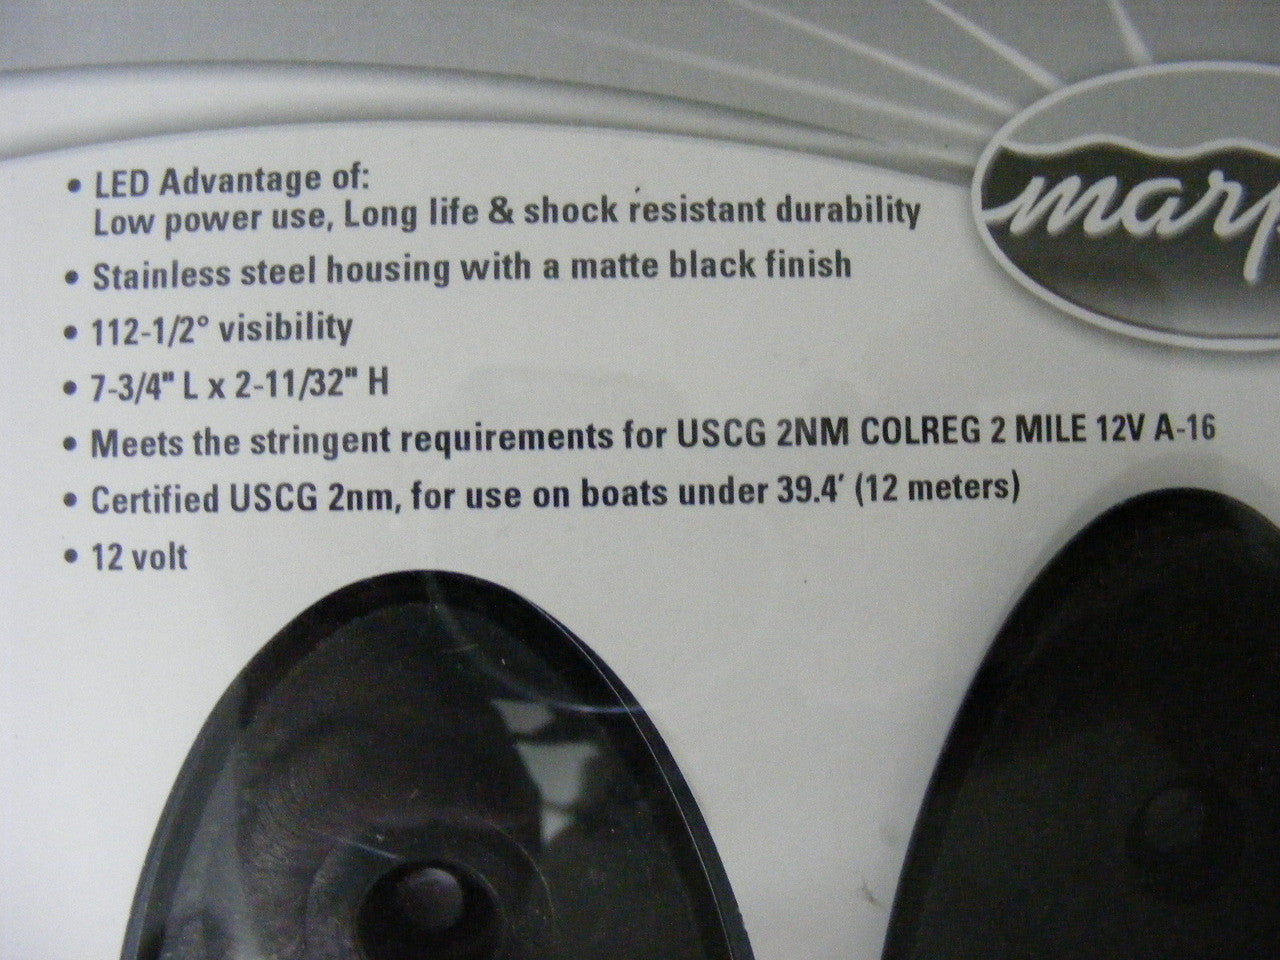 • LED Advantage of:
Low power use, Long life & shock resistant durability
• Stainless steel housing with a matte black finish
• 112-1/2° visibility
• 7-3/4" L x 2-11/32" H
• Meets the stringent requirements for USCG 2NM COLREG 2 MILE 12V A-16
• Certified USCG 2nm, for use on boats under 39.4' (12 meters)
• 12 volt